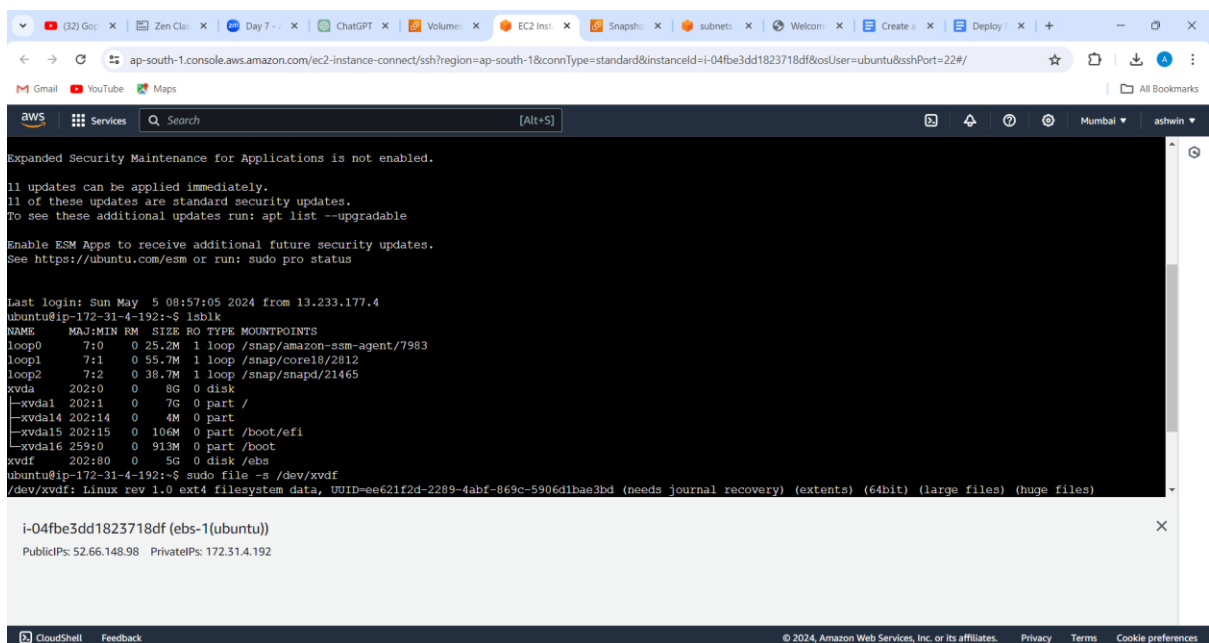 (32) Gop
Zen Clas
Day 7 -
ChatGPT
Volumes
EC2 Inst
Snapsho
subnets
Welcom
Create a
Deploy
ap-south-1.console.aws.amazon.com/ec2-instance-connect/ssh?region=ap-south-1&connType=standard&instanceId=i-04fbe3dd1823718df&osUser=ubuntu&sshPort=22#/
A
Gmail YouTube Maps All Bookmarks
aws Services Search [Alt+S] Mumbai ashwin
Expanded Security Maintenance for Applications is not enabled.
11 updates can be applied immediately.
11 of these updates are standard security updates.
To see these additional updates run: apt list --upgradable
Enable ESM Apps to receive additional future security updates.
See https://ubuntu.com/esm or run: sudo pro status
Last login: Sun May  5 08:57:05 2024 from 13.233.177.4
ubuntu@ip-172-31-4-192:~$ lsblk
NAME     MAJ:MIN RM   SIZE RO TYPE MOUNTPOINTS
loop0      7:0    0  25.2M  1 loop /snap/amazon-ssm-agent/7983
loop1      7:1    0  55.7M  1 loop /snap/core18/2812
loop2      7:2    0  38.7M  1 loop /snap/snapd/21465
xvda     202:0    0     8G  0 disk
├─xvda1  202:1    0     7G  0 part /
├─xvda14 202:14   0     4M  0 part
├─xvda15 202:15   0   106M  0 part /boot/efi
└─xvda16 259:0    0   913M  0 part /boot
xvdf     202:80   0     5G  0 disk /ebs
ubuntu@ip-172-31-4-192:~$ sudo file -s /dev/xvdf
/dev/xvdf: Linux rev 1.0 ext4 filesystem data, UUID=ee621f2d-2289-4abf-869c-5906d1bae3bd (needs journal recovery) (extents) (64bit) (large files) (huge files)
i-04fbe3dd1823718df (ebs-1(ubuntu))
PublicIPs: 52.66.148.98 PrivateIPs: 172.31.4.192
CloudShell Feedback © 2024, Amazon Web Services, Inc. or its affiliates. Privacy Terms Cookie preferences